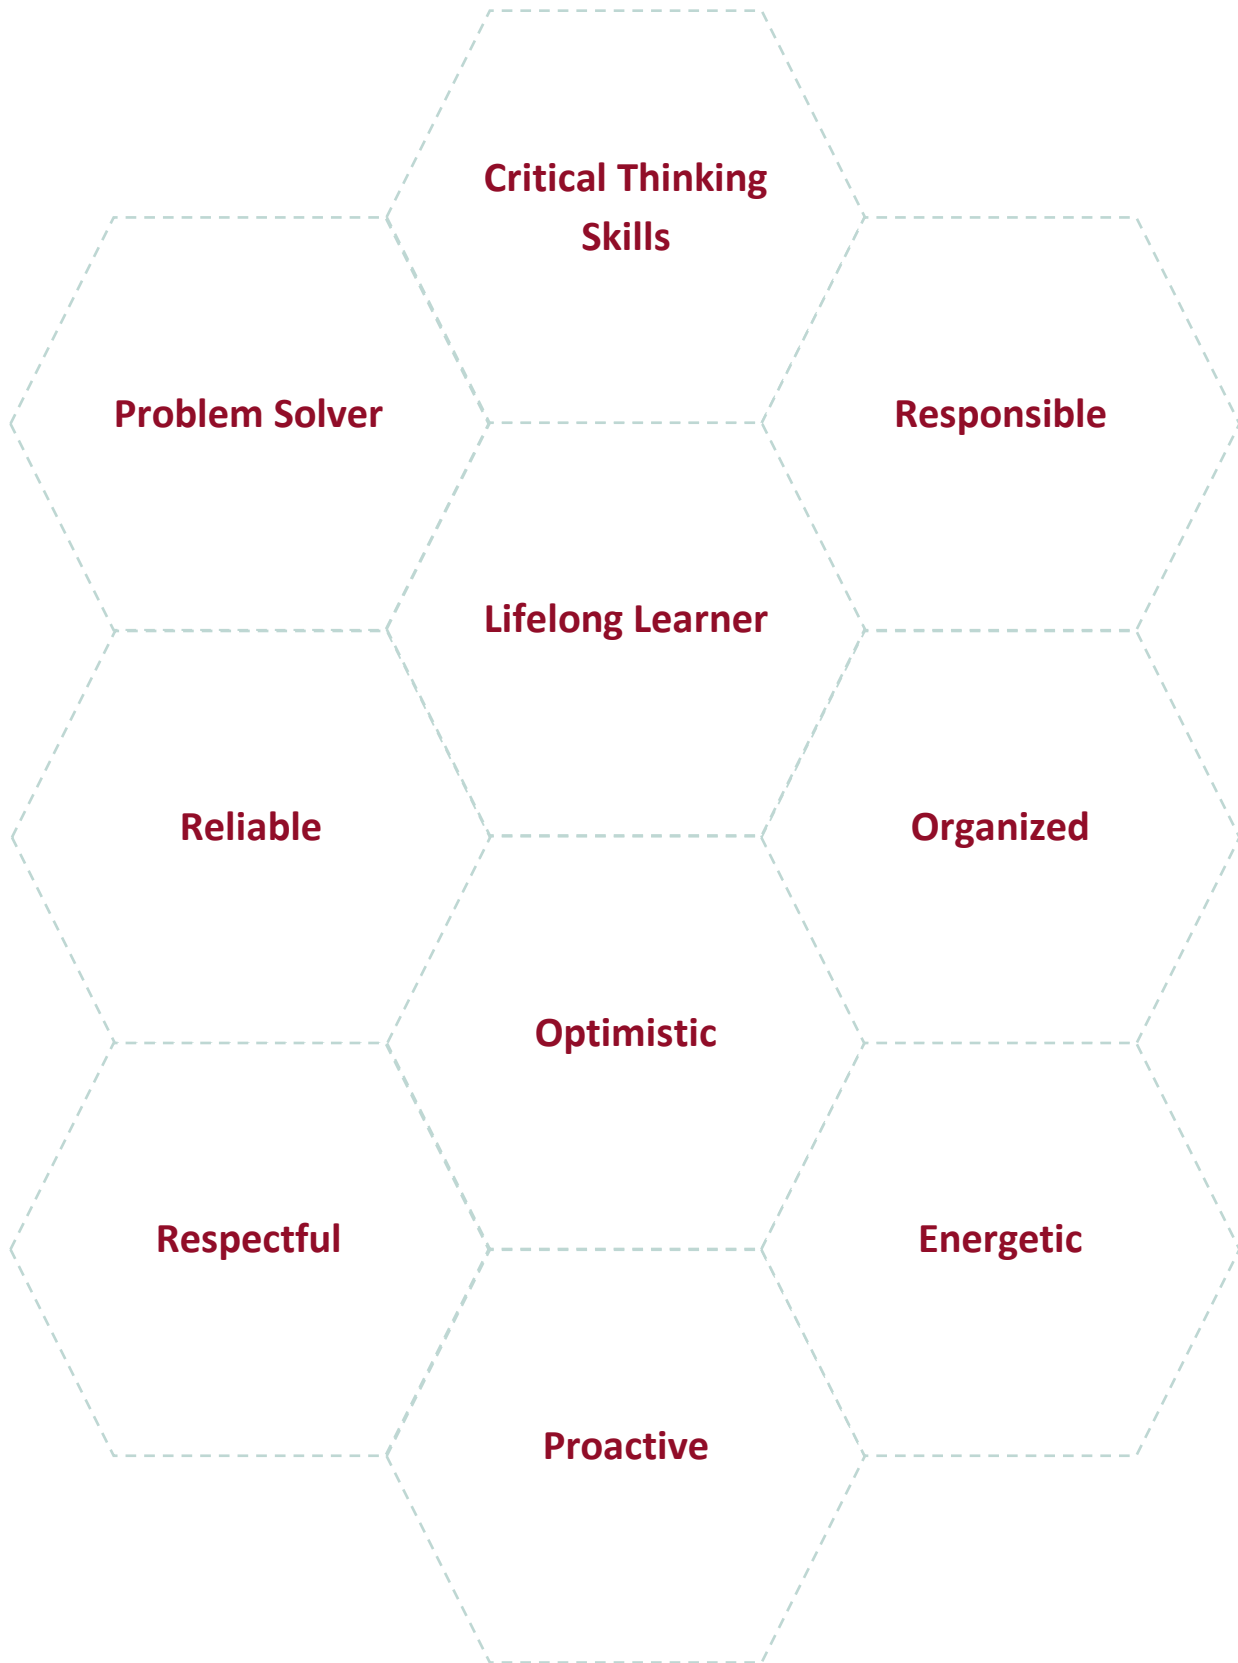 Critical Thinking
Skills
Problem Solver
Responsible
Lifelong Learner
Reliable
Organized
Optimistic
Respectful
Energetic
Proactive